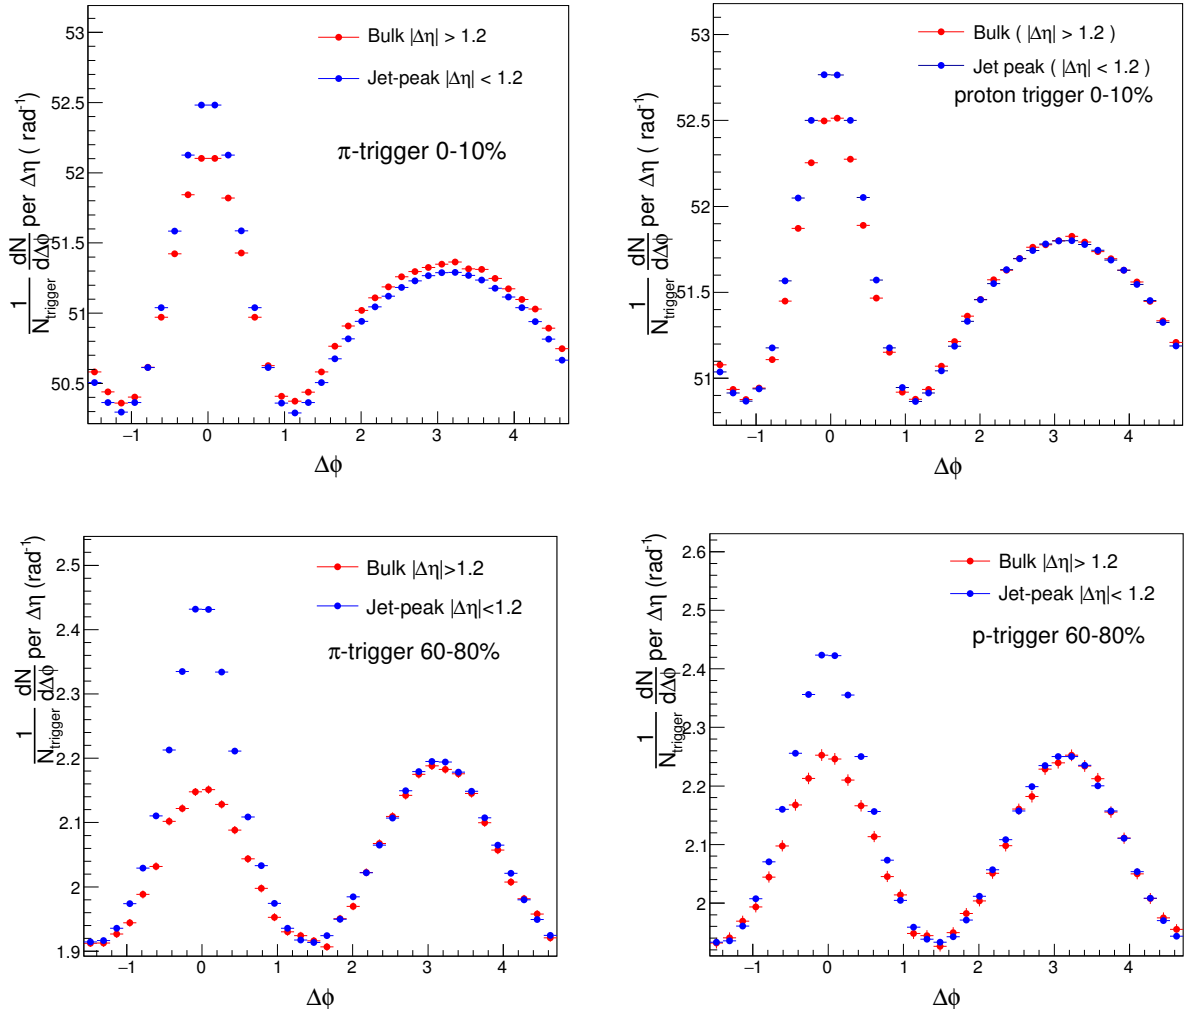 53
52.5
52
51.5
51
50.5
−1 0 1 2 3 4
Δϕ
1 dN
N_trigger dΔϕ per Δη ( rad⁻¹)
Bulk |Δη| > 1.2
Jet-peak |Δη| < 1.2
π-trigger 0-10%
53
52.5
52
51.5
51
−1 0 1 2 3 4
Δϕ
1 dN
N_trigger dΔϕ per Δη ( rad⁻¹)
Bulk ( |Δη| > 1.2 )
Jet peak ( |Δη| < 1.2 )
proton trigger 0-10%
2.5
2.4
2.3
2.2
2.1
2
1.9
−1 0 1 2 3 4
Δϕ
1 dN
N_trigger dΔϕ per Δη (rad⁻¹)
Bulk |Δη|>1.2
Jet-peak |Δη|<1.2
π-trigger 60-80%
2.6
2.5
2.4
2.3
2.2
2.1
2
−1 0 1 2 3 4
Δϕ
1 dN
N_trigger dΔϕ per Δη (rad⁻¹)
Bulk |Δη|> 1.2
Jet-peak |Δη|< 1.2
p-trigger 60-80%